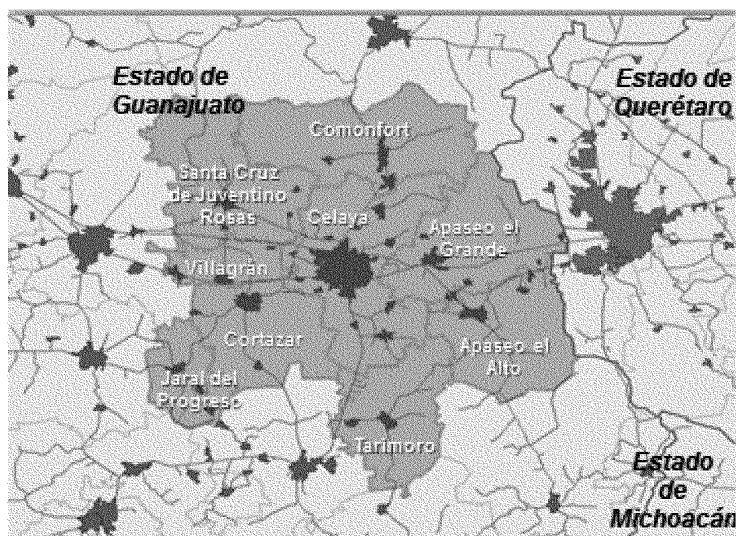 Estado de
Guanajuato
Estado de
Querétaro
Comonfort
Santa Cruz
de Juventino
Rosas
Celaya
Apaseo el
Grande
Villagrán
Cortazar
Apaseo el
Alto
Jaral del
Progreso
Tarimoro
Estado
de
Michoacán